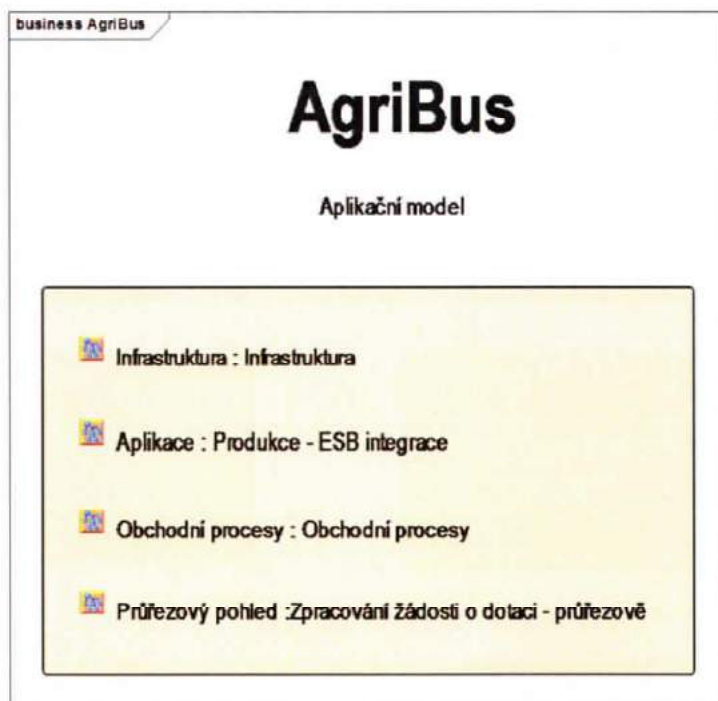 business AgriBus
AgriBus
Aplikační model
Infrastruktura : Infrastruktura
Aplikace : Produkce - ESB integrace
Obchodní procesy : Obchodní procesy
Průřezový pohled :Zpracování žádosti o dotaci - průřezově